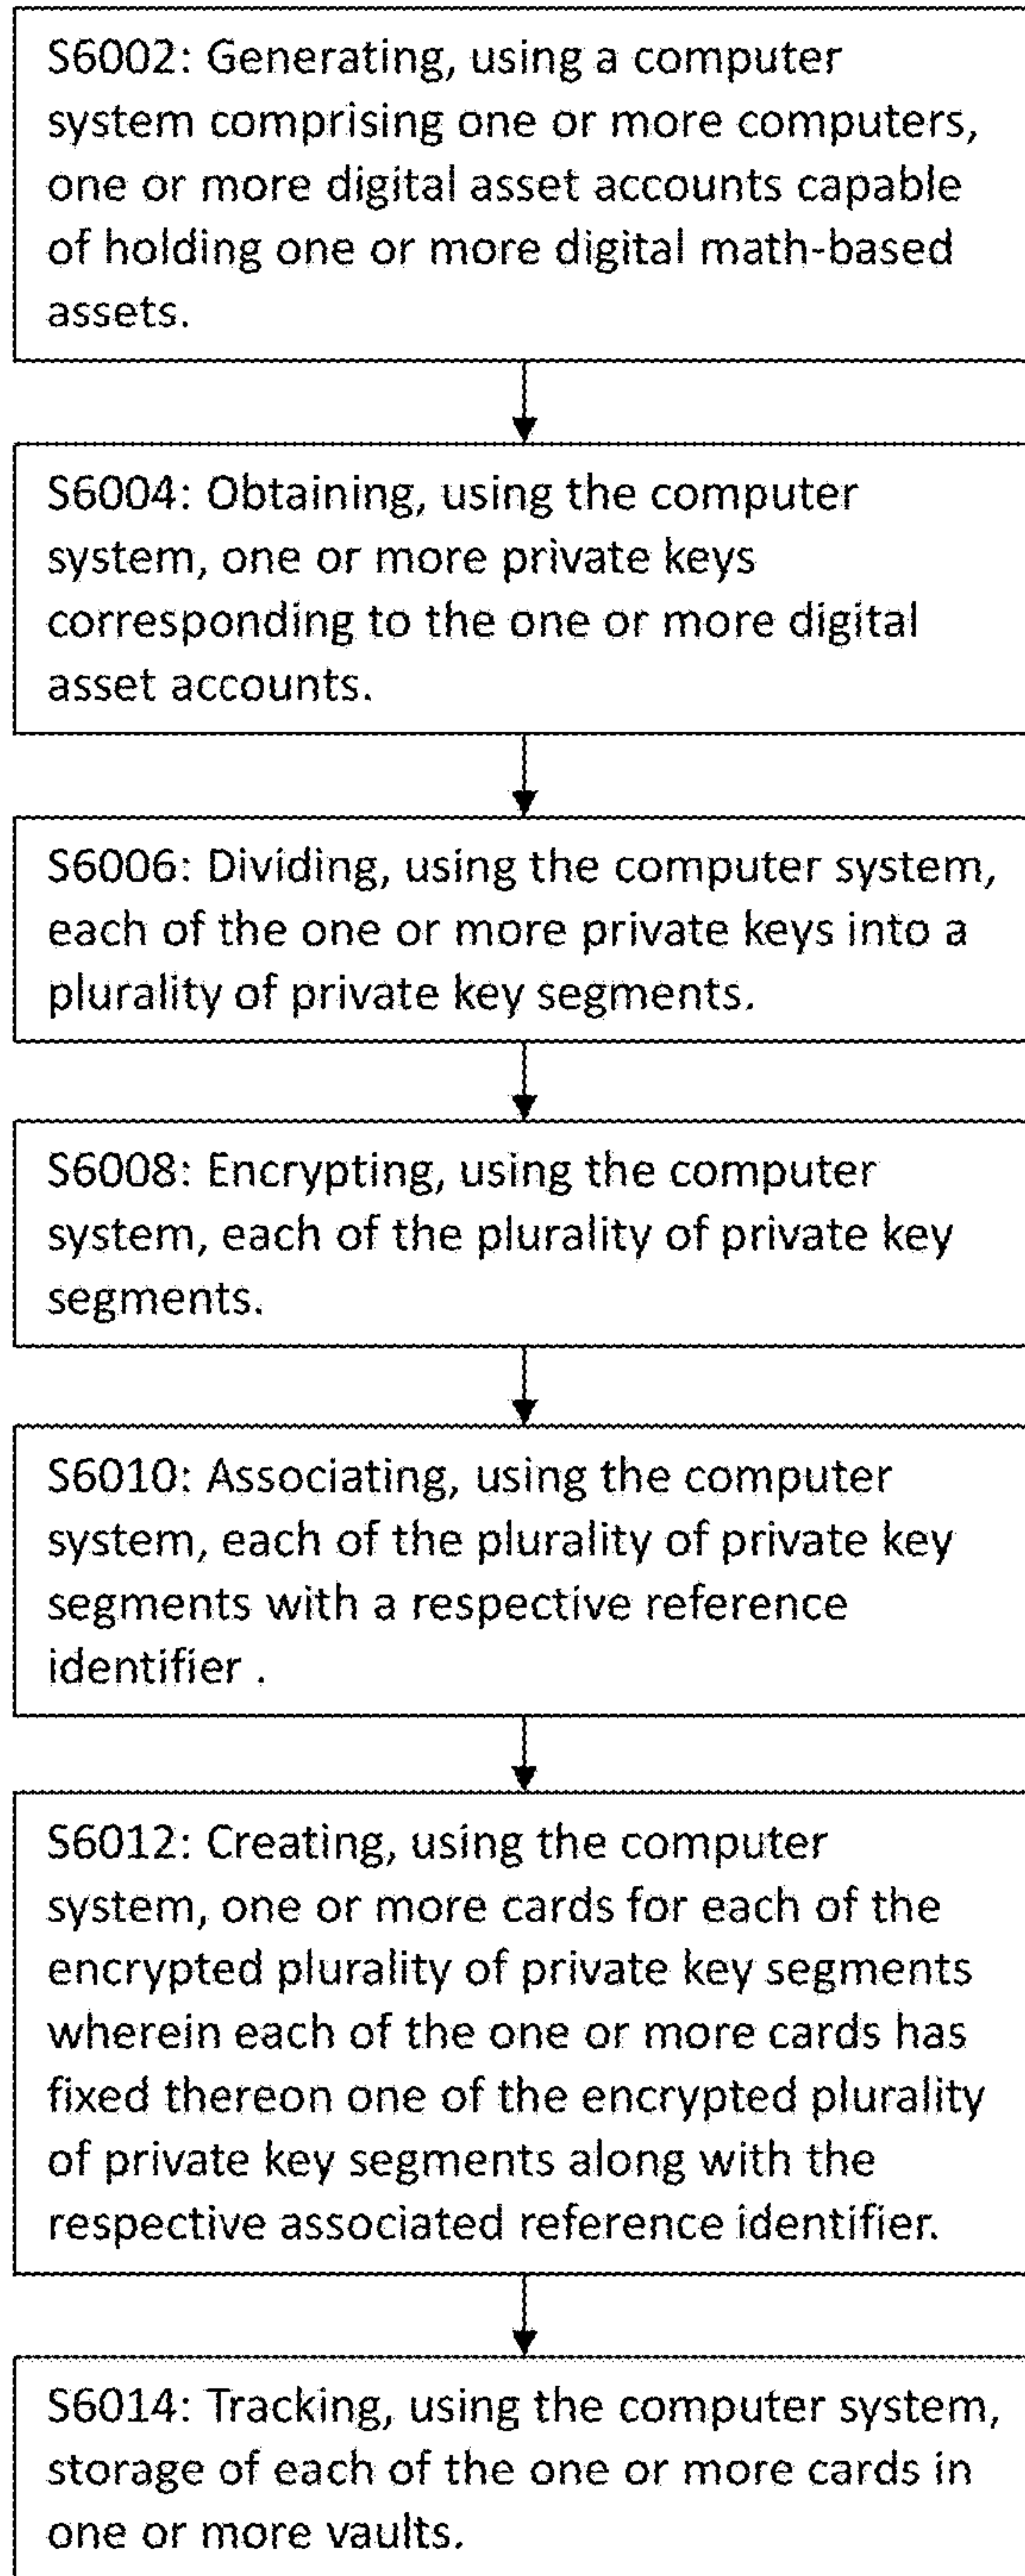 S6002: Generating, using a computer
system comprising one or more computers,
one or more digital asset accounts capable
of holding one or more digital math-based
assets.
S6004: Obtaining, using the computer
system, one or more private keys
corresponding to the one or more digital
asset accounts.
S6006: Dividing, using the computer system,
each of the one or more private keys into a
plurality of private key segments.
S6008: Encrypting, using the computer
system, each of the plurality of private key
segments.
S6010: Associating, using the computer
system, each of the plurality of private key
segments with a respective reference
identifier .
S6012: Creating, using the computer
system, one or more cards for each of the
encrypted plurality of private key segments
wherein each of the one or more cards has
fixed thereon one of the encrypted plurality
of private key segments along with the
respective associated reference identifier.
S6014: Tracking, using the computer system,
storage of each of the one or more cards in
one or more vaults.